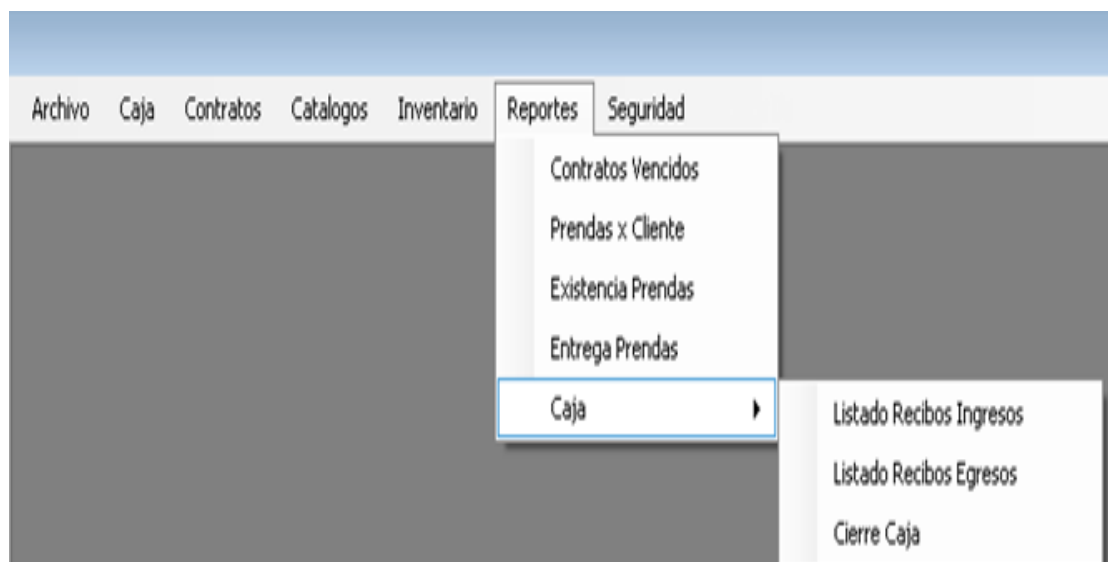 Archivo Caja Contratos Catalogos Inventario Reportes Seguridad
Contratos Vencidos
Prendas x Cliente
Existencia Prendas
Entrega Prendas
Caja
Listado Recibos Ingresos
Listado Recibos Egresos
Cierre Caja